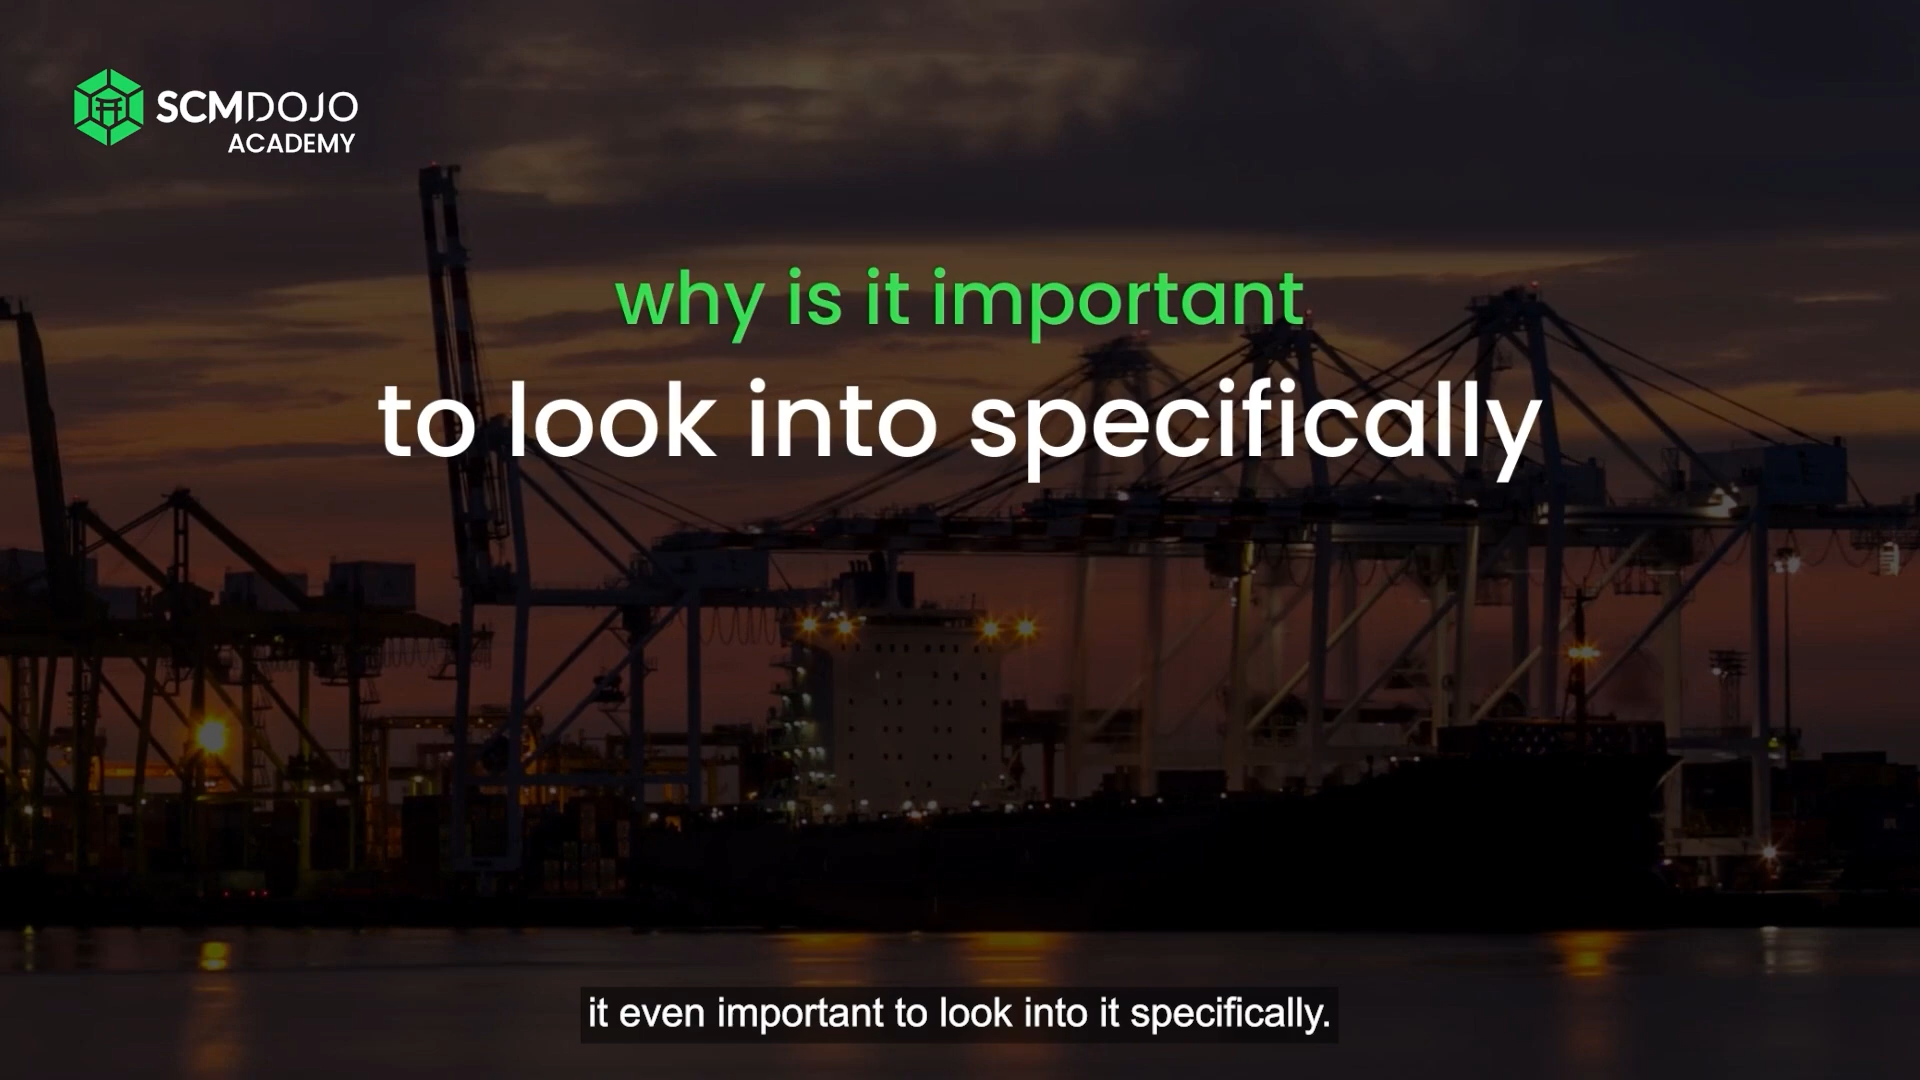 SCMDOJO
ACADEMY
why is it important
to look into specifically
it even important to look into it specifically.